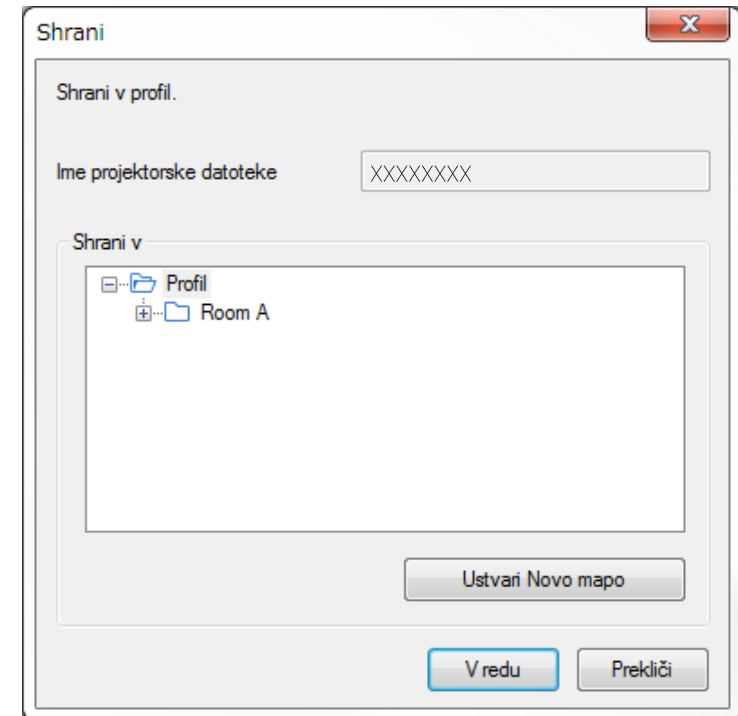 Shrani
Shrani v profil.
Ime projektorske datoteke XXXXXXXX
Shrani v
Profil
Room A
Ustvari Novo mapo
V redu Prekliči